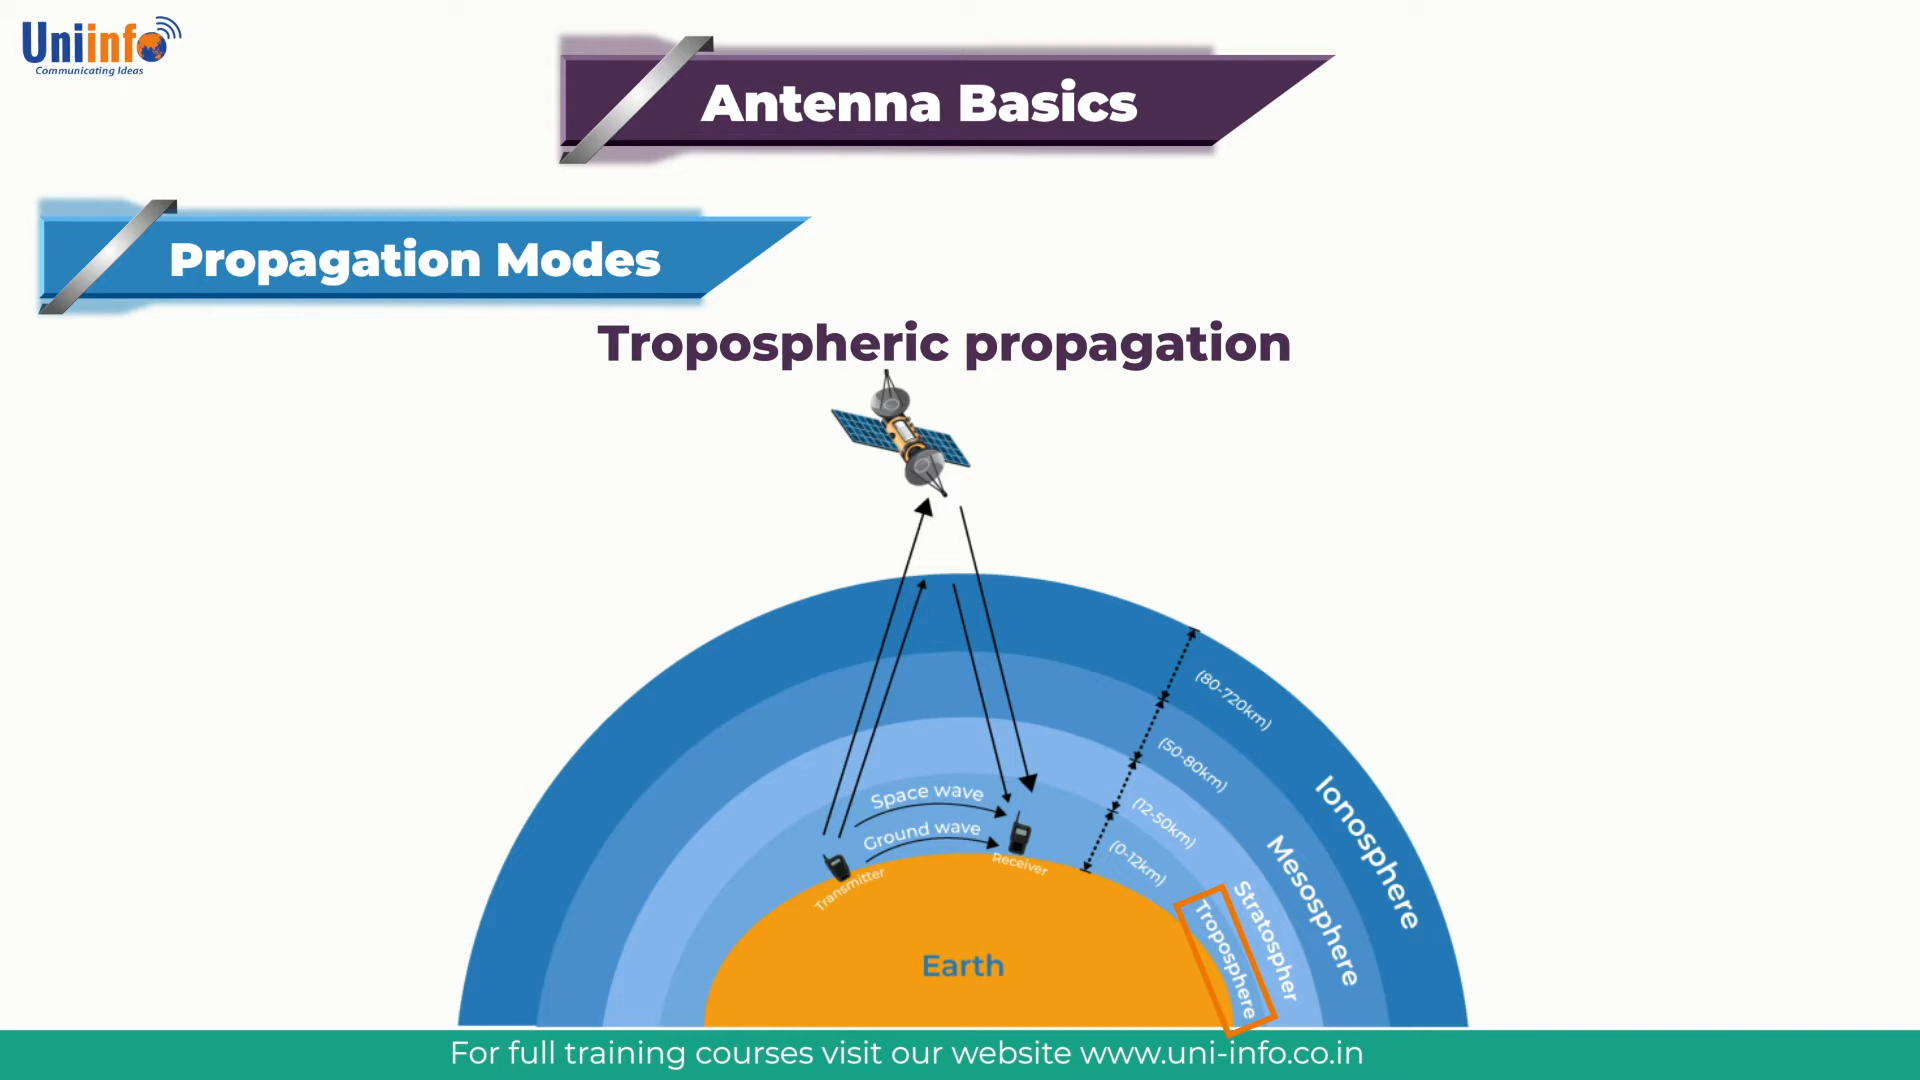 Uniinfo
Communicating Ideas
Antenna Basics
Propagation Modes
Tropospheric propagation
(80-720km)
(50-80km)
(12-50km)
(0-12km)
Space wave
Ground wave
Transmitter
Receiver
Ionosphere
Mesosphere
Stratospher
Troposphere
Earth
For full training courses visit our website www.uni-info.co.in